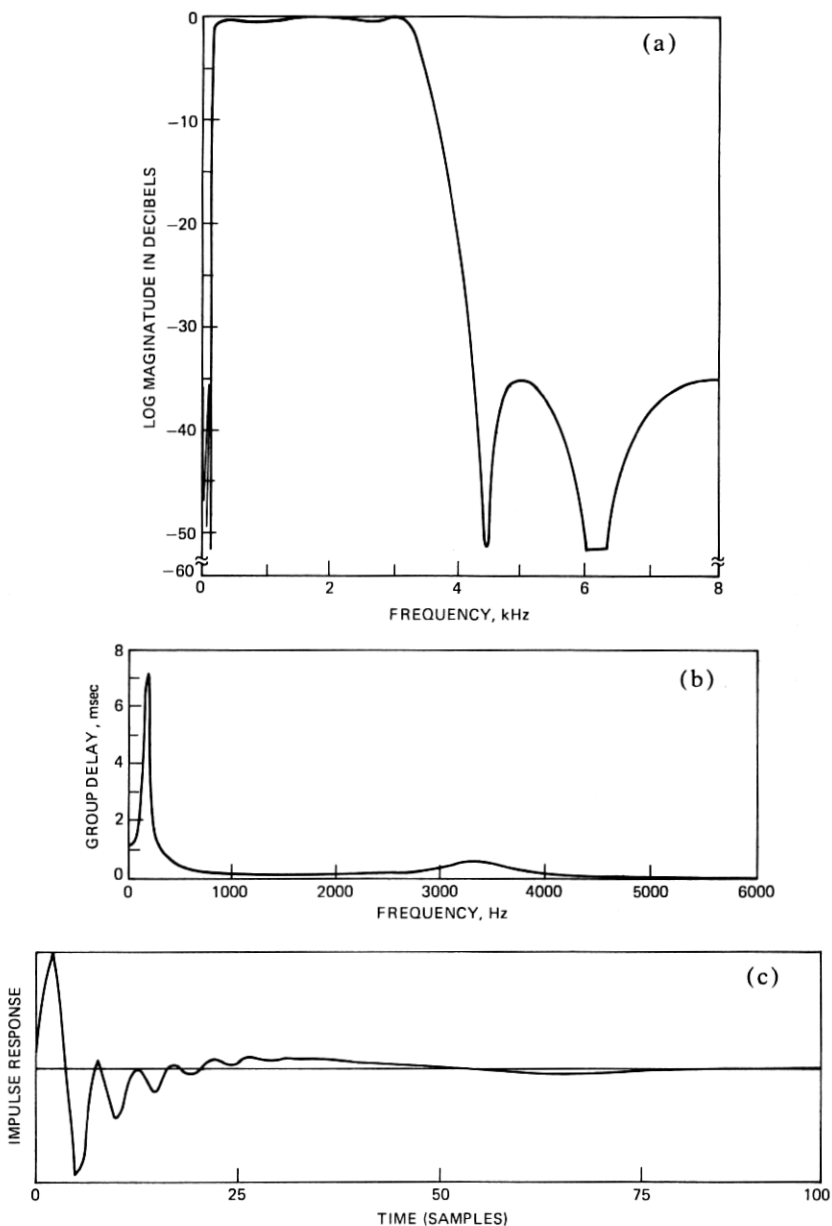 (a)
0
−10
−20
−30
−40
−50
−60
LOG MAGINATUDE IN DECIBELS
0 2 4 6 8
FREQUENCY, kHz
(b)
8
6
4
2
0
GROUP DELAY, msec
0 1000 2000 3000 4000 5000 6000
FREQUENCY, Hz
(c)
IMPULSE RESPONSE
0 25 50 75 100
TIME (SAMPLES)